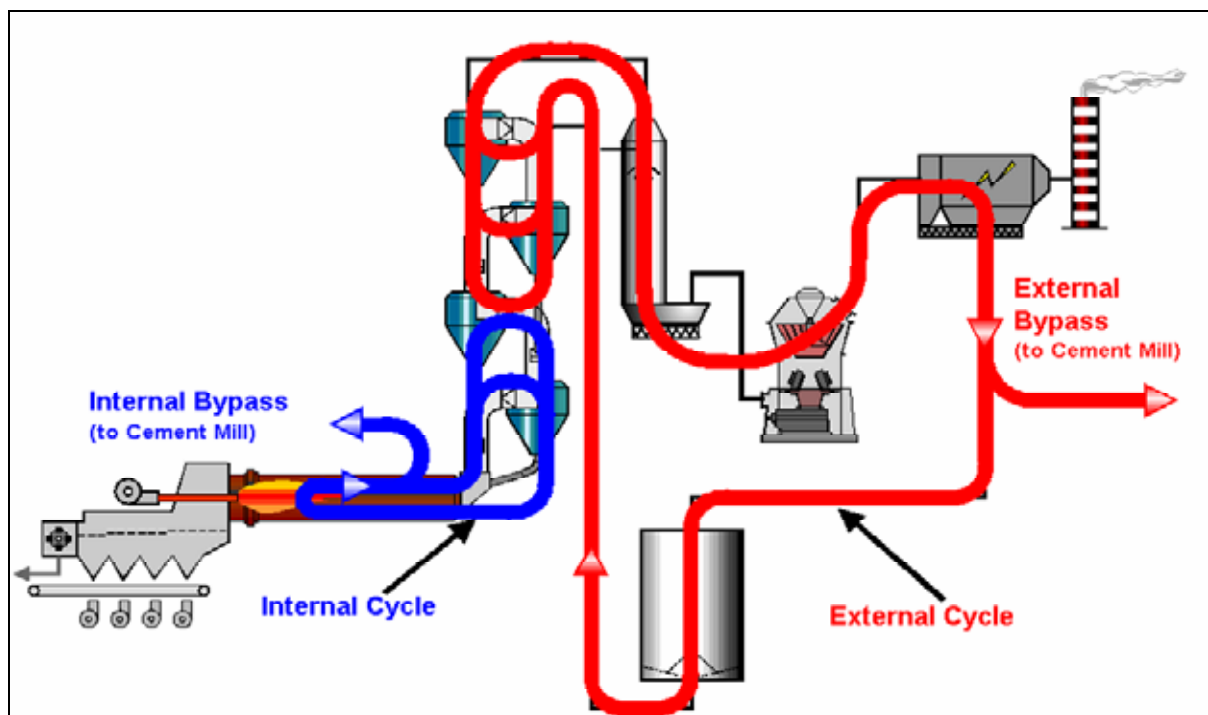 External
Bypass
(to Cement Mill)
Internal Bypass
(to Cement Mill)
Internal Cycle
External Cycle